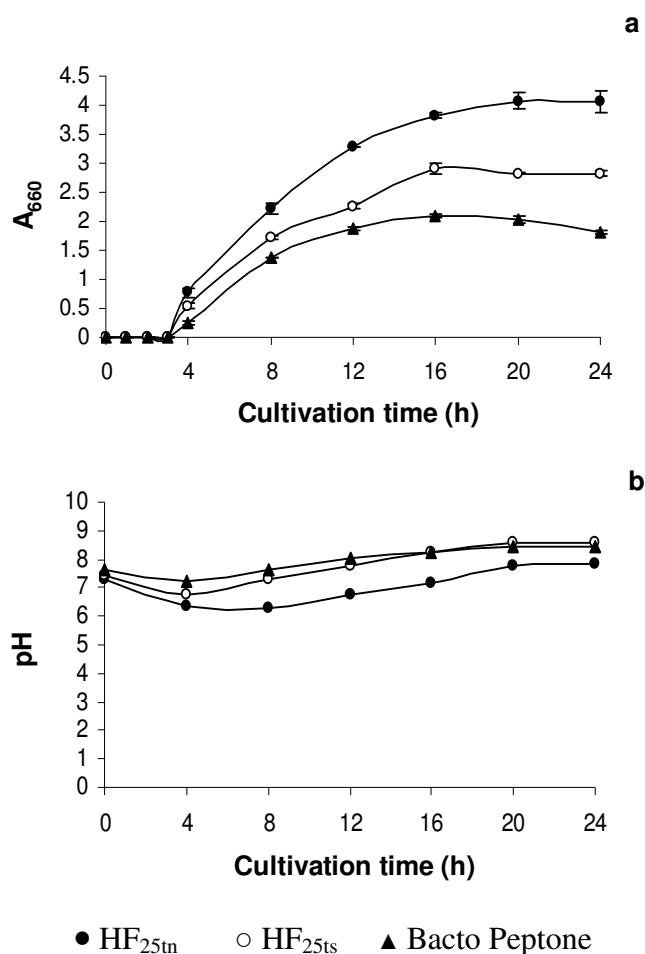 a
4.5
4
3.5
3
2.5
2
1.5
1
0.5
0
A660
0 4 8 12 16 20 24
Cultivation time (h)
b
10
9
8
7
6
5
4
3
2
1
0
pH
0 4 8 12 16 20 24
Cultivation time (h)
● HF25tn ○ HF25ts ▲ Bacto Peptone